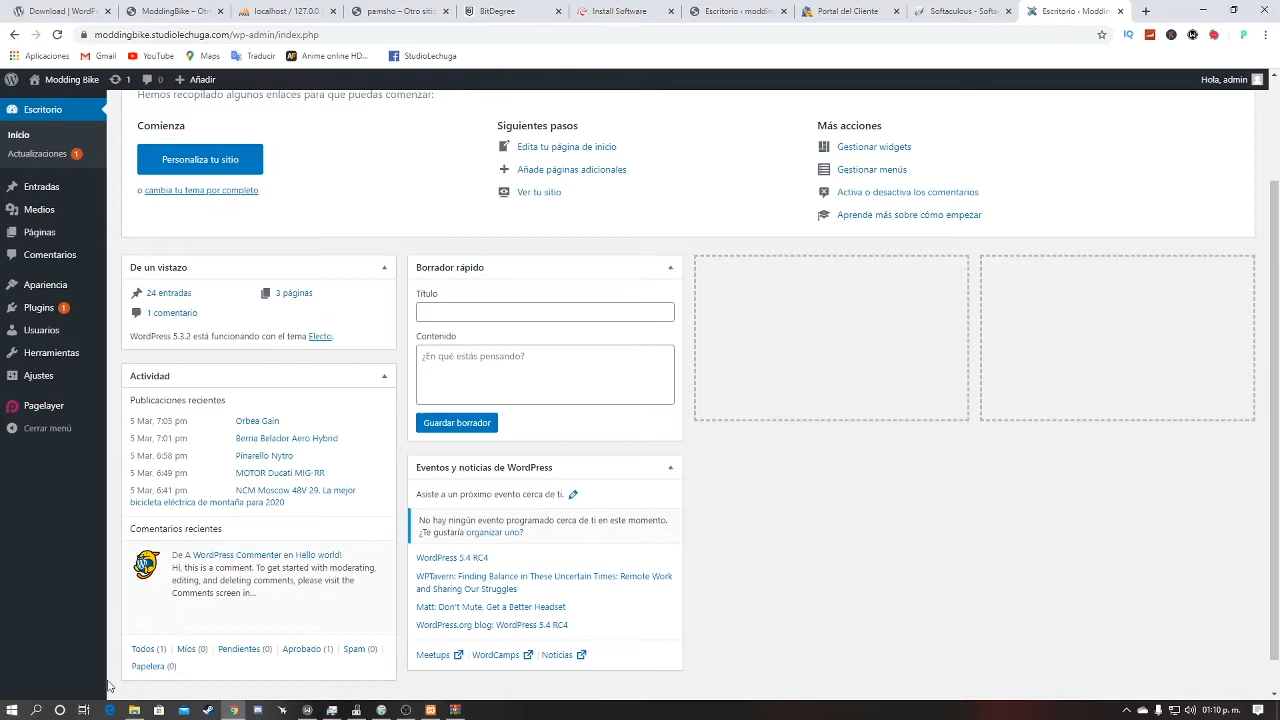 Download | WordPr
ModdingBike – Otro si
localhost / 127.0.0.
pamsho – Otro sitio
BitDegree
Install Software
Escritorio ‹ modding
Portal del Cliente
Softaculous - Softac
Escritorio ‹ Modding
moddingbike.studiolechuga.com/wp-admin/index.php
Aplicaciones
Gmail
YouTube
Maps
Traducir
Anime online HD...
StudioLechuga
Modding Bike
1
0
Añadir
Hola, admin
Escritorio
Inicio
Actualizaciones 1
Entradas
Medios
Páginas
Comentarios
Apariencia
Plugins 1
Usuarios
Herramientas
Ajustes
Pagelayer
Cerrar menú
Hemos recopilado algunos enlaces para que puedas comenzar:
Comienza
Personaliza tu sitio
o cambia tu tema por completo
Siguientes pasos
Edita tu página de inicio
Añade páginas adicionales
Ver tu sitio
Más acciones
Gestionar widgets
Gestionar menús
Activa o desactiva los comentarios
Aprende más sobre cómo empezar
De un vistazo
24 entradas
3 páginas
1 comentario
WordPress 5.3.2 está funcionando con el tema Electo.
Actividad
Publicaciones recientes
5 Mar, 7:05 pm Orbea Gain
5 Mar, 7:01 pm Berria Belador Aero Hybrid
5 Mar, 6:58 pm Pinarello Nytro
5 Mar, 6:49 pm MOTOR Ducati MIG-RR
5 Mar, 6:41 pm NCM Moscow 48V 29. La mejor
bicicleta eléctrica de montaña para 2020
Comentarios recientes
De A WordPress Commenter en Hello world!
Hi, this is a comment. To get started with moderating,
editing, and deleting comments, please visit the
Comments screen in...
Todos (1) | Míos (0) | Pendientes (0) | Aprobado (1) | Spam (0) |
Papelera (0)
Borrador rápido
Título
Contenido
¿En qué estás pensando?
Guardar borrador
Eventos y noticias de WordPress
Asiste a un próximo evento cerca de ti.
No hay ningún evento programado cerca de ti en este momento.
¿Te gustaría organizar uno?
WordPress 5.4 RC4
WPTavern: Finding Balance in These Uncertain Times: Remote Work
and Sharing Our Struggles
Matt: Don't Mute, Get a Better Headset
WordPress.org blog: WordPress 5.4 RC4
Meetups | WordCamps | Noticias
01:10 p. m.